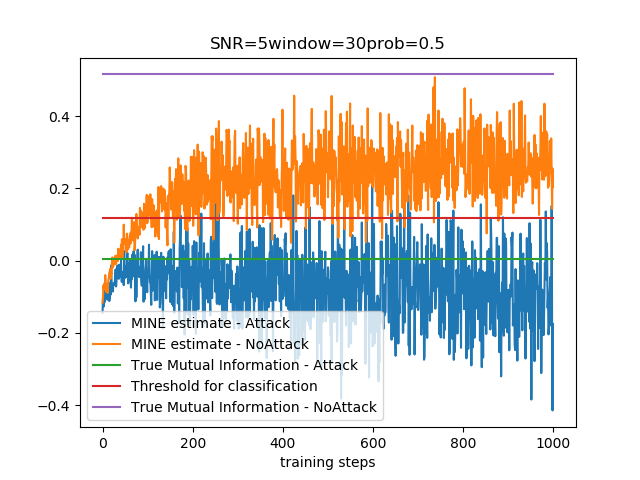 SNR=5window=30prob=0.5
0.4
0.2
0.0
−0.2
−0.4
MINE estimate - Attack
MINE estimate - NoAttack
True Mutual Information - Attack
Threshold for classification
True Mutual Information - NoAttack
0 200 400 600 800 1000
training steps